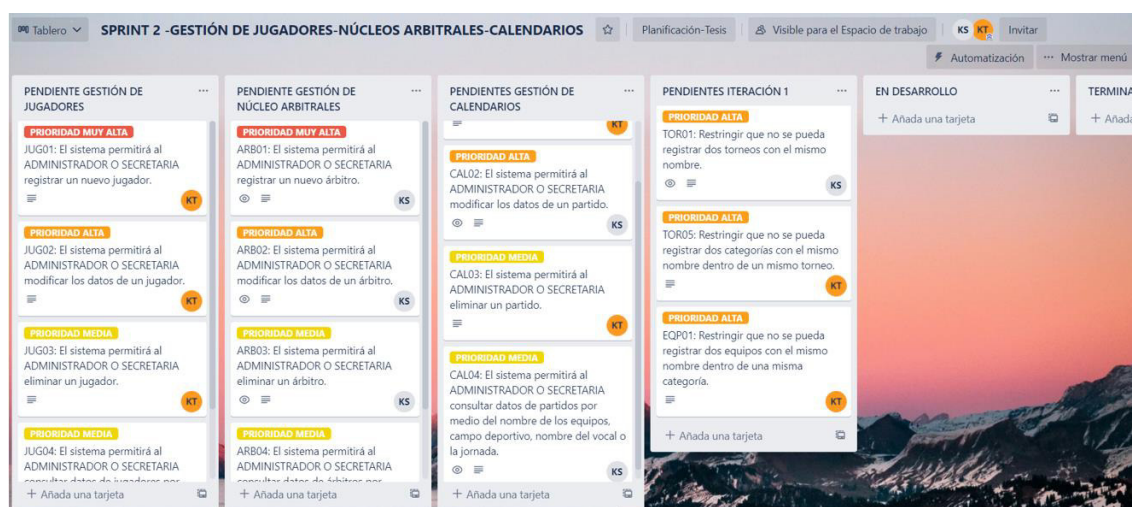 Tablero
SPRINT 2 -GESTIÓN DE JUGADORES-NÚCLEOS ARBITRALES-CALENDARIOS
Planificación-Tesis
Visible para el Espacio de trabajo
KS
KT
Invitar
Automatización
··· Mostrar menú
PENDIENTE GESTIÓN DE
JUGADORES
PRIORIDAD MUY ALTA
JUG01: El sistema permitirá al
ADMINISTRADOR O SECRETARIA
registrar un nuevo jugador.
KT
PRIORIDAD ALTA
JUG02: El sistema permitirá al
ADMINISTRADOR O SECRETARIA
modificar los datos de un jugador.
KT
PRIORIDAD MEDIA
JUG03: El sistema permitirá al
ADMINISTRADOR O SECRETARIA
eliminar un jugador.
KT
PRIORIDAD MEDIA
JUG04: El sistema permitirá al
ADMINISTRADOR O SECRETARIA
consultar datos de jugadores por
+ Añada una tarjeta
PENDIENTE GESTIÓN DE
NÚCLEO ARBITRALES
PRIORIDAD MUY ALTA
ARB01: El sistema permitirá al
ADMINISTRADOR O SECRETARIA
registrar un nuevo árbitro.
KS
PRIORIDAD ALTA
ARB02: El sistema permitirá al
ADMINISTRADOR O SECRETARIA
modificar los datos de un árbitro.
KS
PRIORIDAD MEDIA
ARB03: El sistema permitirá al
ADMINISTRADOR O SECRETARIA
eliminar un árbitro.
KS
PRIORIDAD MEDIA
ARB04: El sistema permitirá al
ADMINISTRADOR O SECRETARIA
consultar datos de árbitros por
+ Añada una tarjeta
PENDIENTES GESTIÓN DE
CALENDARIOS
KT
PRIORIDAD ALTA
CAL02: El sistema permitirá al
ADMINISTRADOR O SECRETARIA
modificar los datos de un partido.
KS
PRIORIDAD MEDIA
CAL03: El sistema permitirá al
ADMINISTRADOR O SECRETARIA
eliminar un partido.
KT
PRIORIDAD MEDIA
CAL04: El sistema permitirá al
ADMINISTRADOR O SECRETARIA
consultar datos de partidos por
medio del nombre de los equipos,
campo deportivo, nombre del vocal o
la jornada.
KS
+ Añada una tarjeta
PENDIENTES ITERACIÓN 1
PRIORIDAD ALTA
TOR01: Restringir que no se pueda
registrar dos torneos con el mismo
nombre.
KS
PRIORIDAD ALTA
TOR05: Restringir que no se pueda
registrar dos categorías con el mismo
nombre dentro de un mismo torneo.
KT
PRIORIDAD ALTA
EQP01: Restringir que no se pueda
registrar dos equipos con el mismo
nombre dentro de una misma
categoría.
KT
+ Añada una tarjeta
EN DESARROLLO
+ Añada una tarjeta
TERMINA
+ Añada